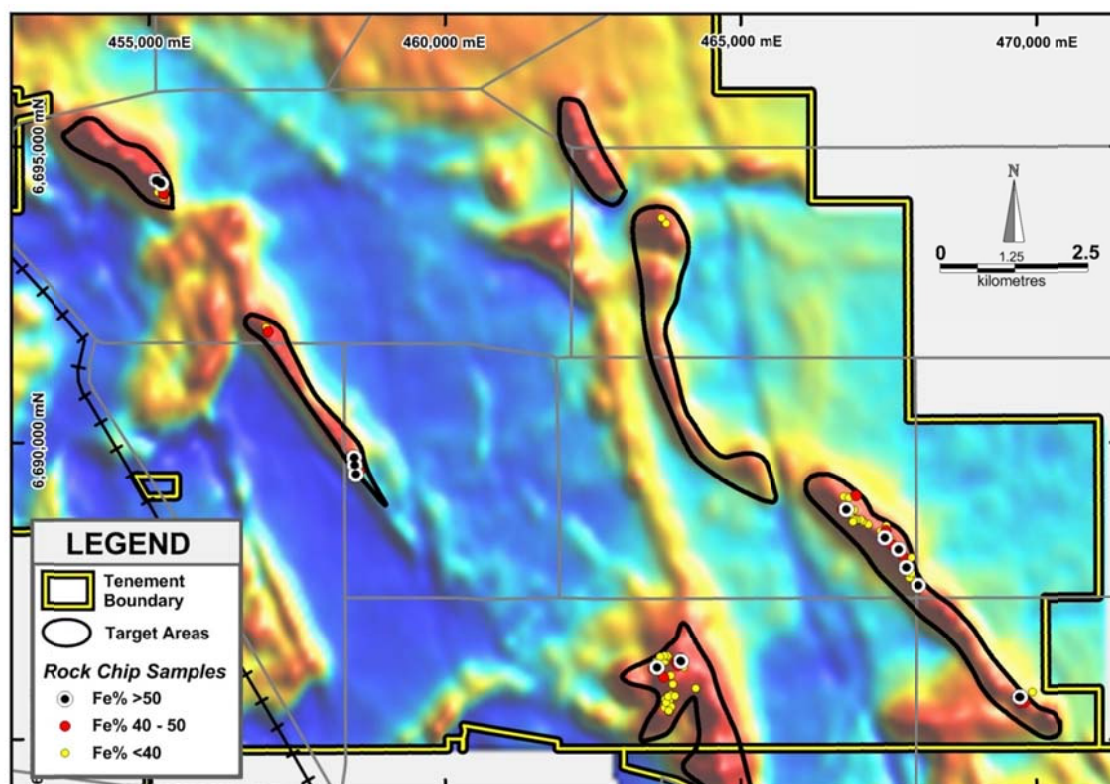 455,000 mE
460,000 mE
465,000 mE
470,000 mE
6,695,000 mN
N
0
1.25
2.5
kilometres
6,690,000 mN
LEGEND
Tenement
Boundary
Target Areas
Rock Chip Samples
Fe% >50
Fe% 40 - 50
Fe% <40